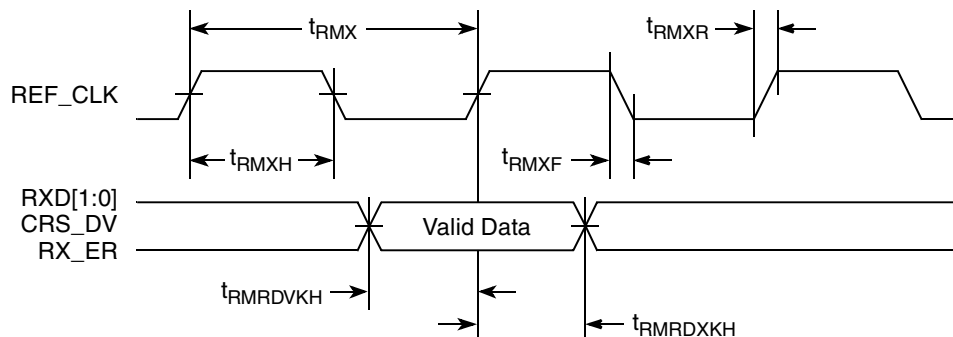 tRMX
tRMXR
REF_CLK
tRMXH
tRMXF
RXD[1:0]
CRS_DV
Valid Data
RX_ER
tRMRDVKH
tRMRDXKH